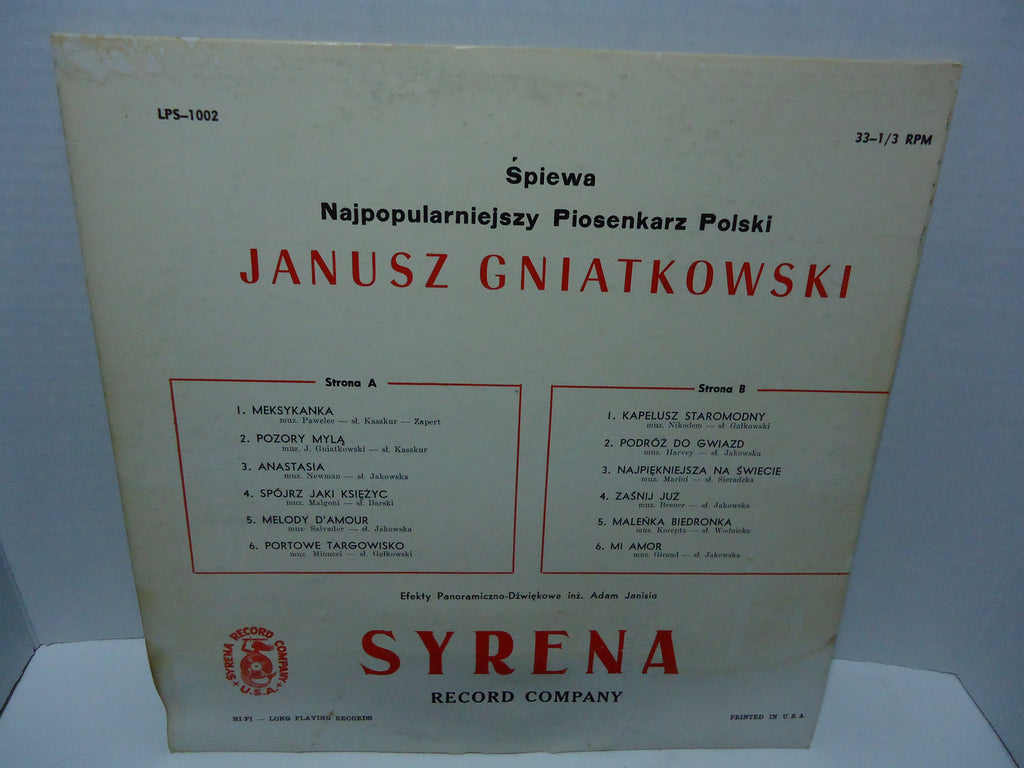 LPS–1002
33–1/3 RPM
Śpiewa
Najpopularniejszy Piosenkarz Polski
JANUSZ GNIATKOWSKI
Strona A
1. MEKSYKANKA
muz. Pawelec — sł. Kaszkur — Zapert
2. POZORY MYLĄ
muz. J. Gniatkowski — sł. Kaszkur
3. ANASTASIA
muz. Newman — sł. Jakowska
4. SPÓJRZ JAKI KSIĘŻYC
muz. Malgoni — sł. Barski
5. MELODY D'AMOUR
muz. Salvador — sł. Jakowska
6. PORTOWE TARGOWISKO
muz. Minucci — sł. Gałkowski
Strona B
1. KAPELUSZ STAROMODNY
muz. Nikodem — sł Gałkowski
2. PODRÓŻ DO GWIAZD
muz. Harvey — sł. Jakowska
3. NAJPIĘKNIEJSZA NA ŚWIECIE
muz. Marini — sł. Sieradzka
4. ZAŚNIJ JUŻ
muz. Brener — sł. Jakowska
5. MALEŃKA BIEDRONKA
muz. Korepta — sł. Wodnicka
6. MI AMOR
muz. Giraud — sł. Jakowska
Efekty Panoramiczno-Dźwiękowe inż. Adam Janisio
SYRENA RECORD COMPANY
U.S.A.
SYRENA
RECORD COMPANY
HI-FI — LONG PLAYING RECORDS
PRINTED IN U.S.A.